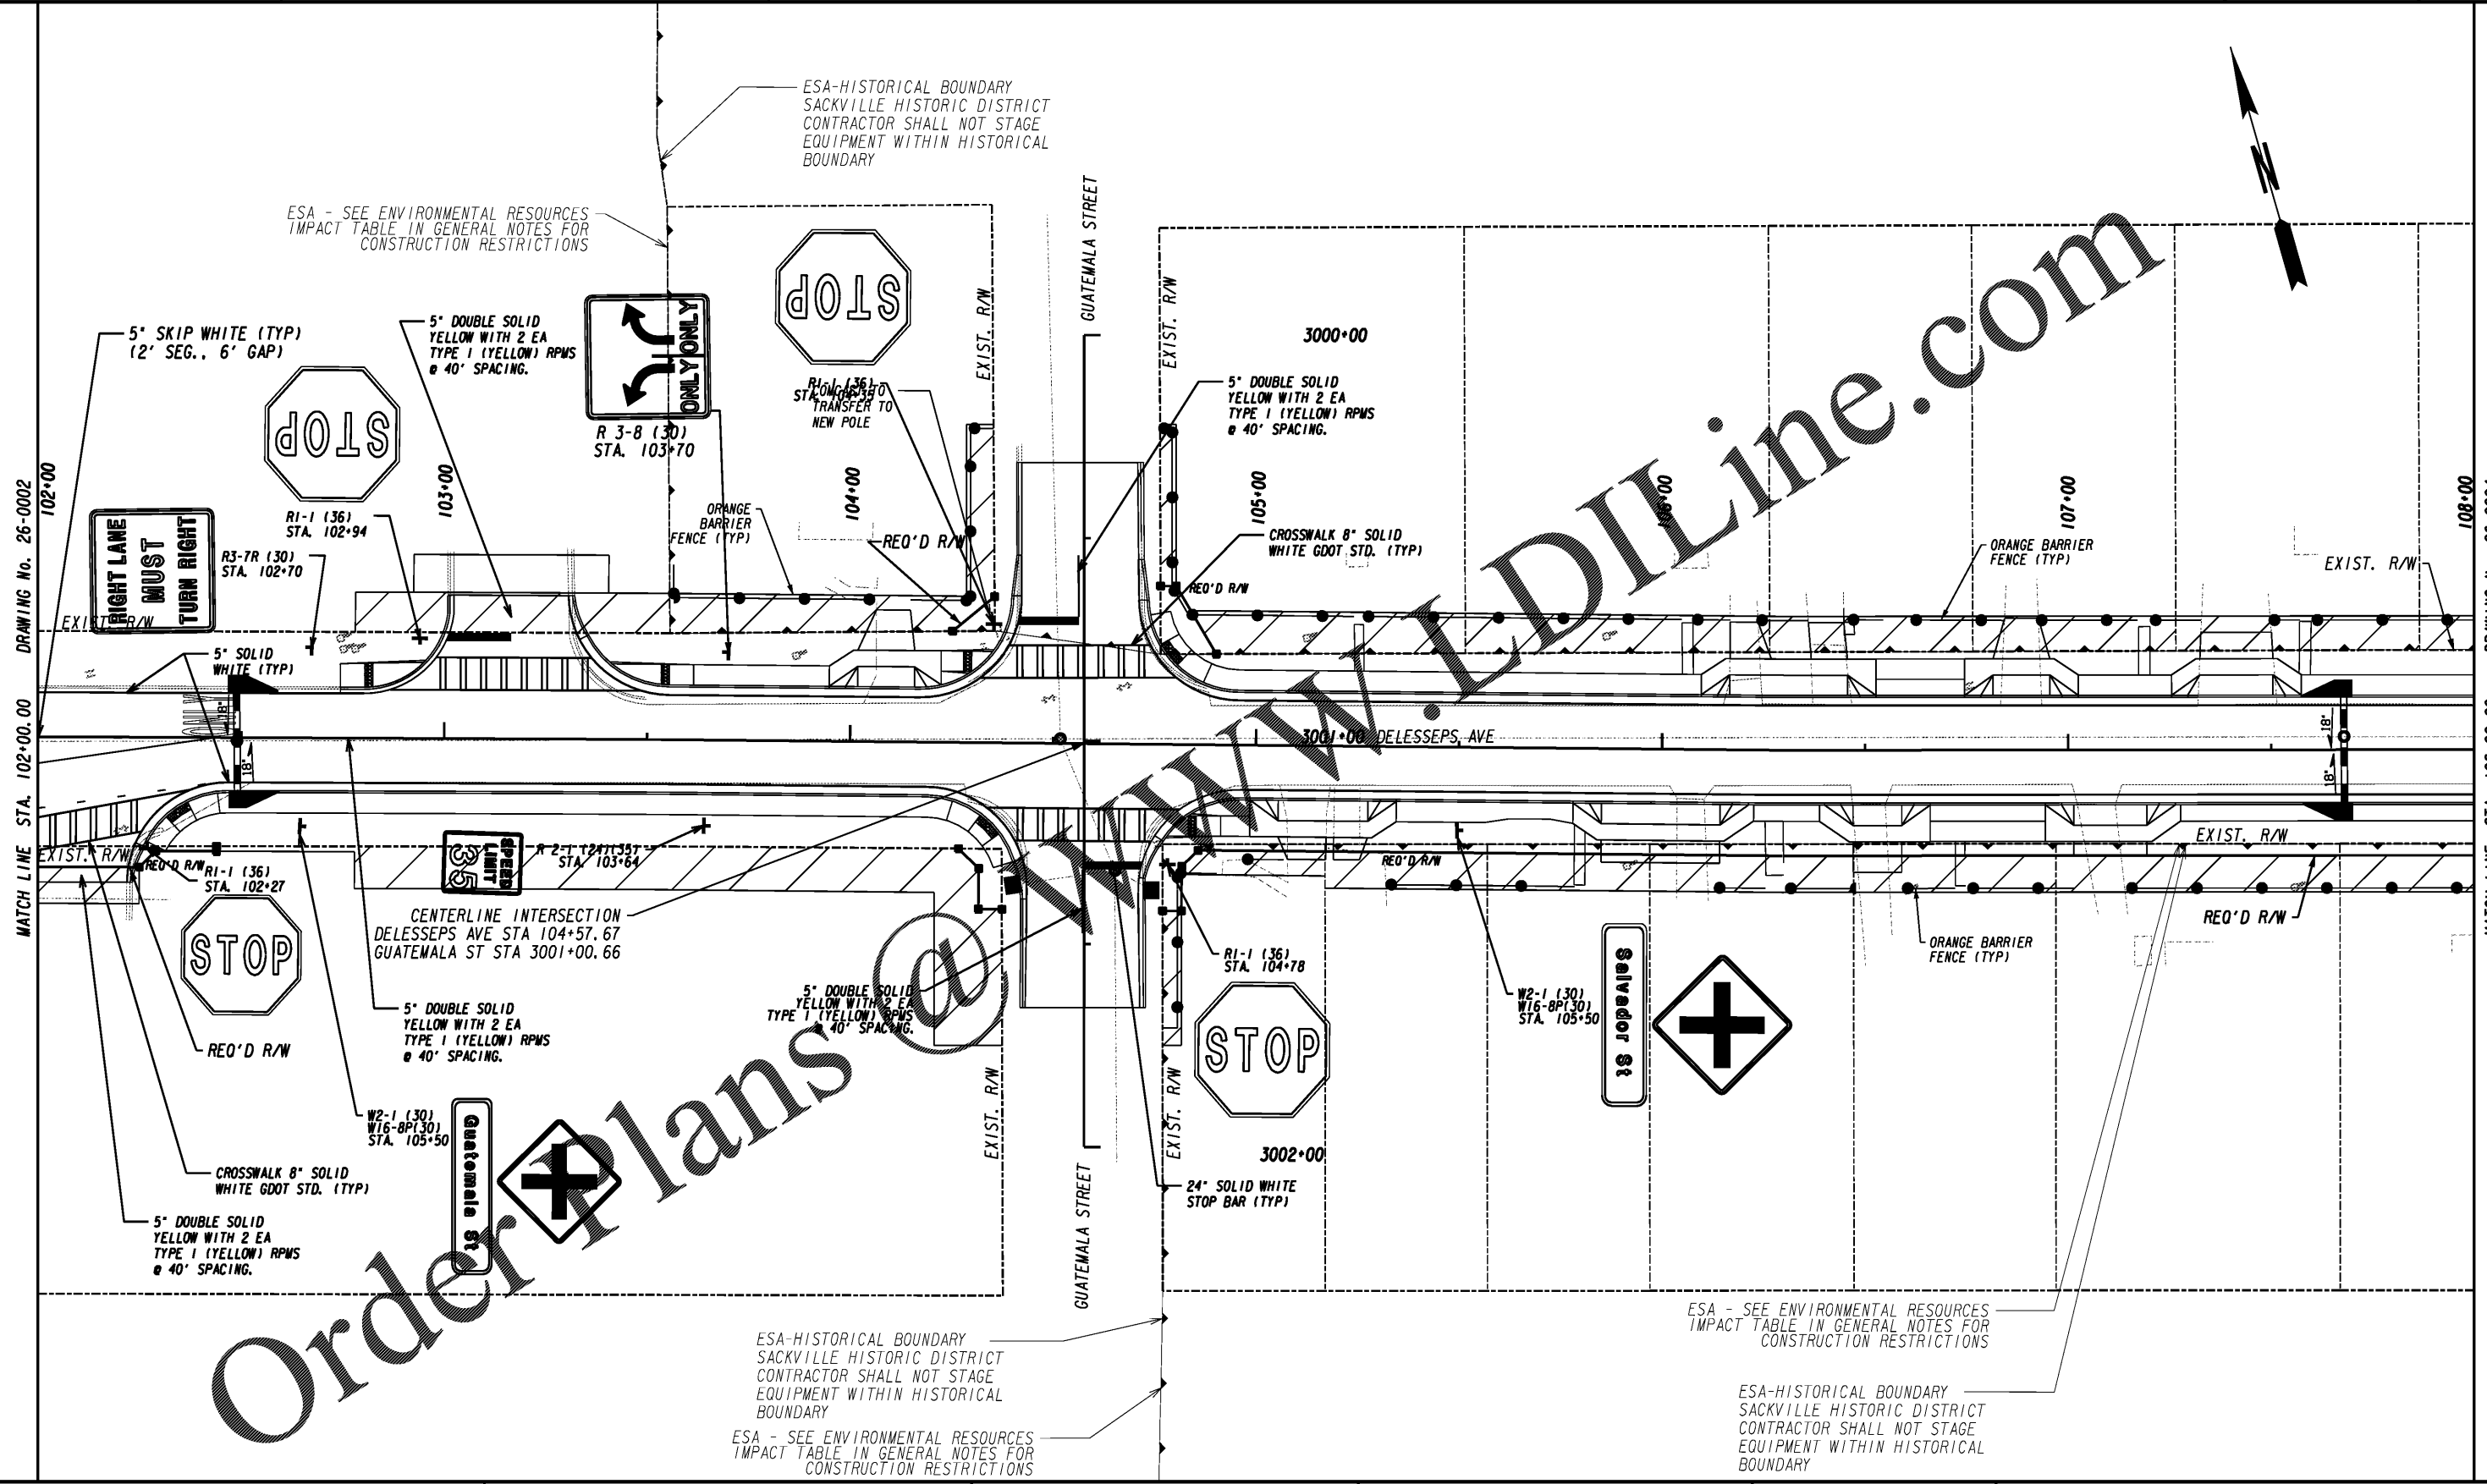 ESA-HISTORICAL BOUNDARY
SACKVILLE HISTORIC DISTRICT
CONTRACTOR SHALL NOT STAGE
EQUIPMENT WITHIN HISTORICAL
BOUNDARY
ESA - SEE ENVIRONMENTAL RESOURCES
IMPACT TABLE IN GENERAL NOTES FOR
CONSTRUCTION RESTRICTIONS
N
5" SKIP WHITE (TYP)
(2' SEG., 6' GAP)
5" DOUBLE SOLID
YELLOW WITH 2 EA
TYPE 1 (YELLOW) RPMS
@ 40' SPACING.
ONLY ONLY
R 3-8 (30)
STA. 103+70
STOP
STOP
R1-1 (36)
TRANSFER TO
NEW POLE
EXIST. R/W
GUATEMALA STREET
EXIST. R/W
3000+00
5" DOUBLE SOLID
YELLOW WITH 2 EA
TYPE 1 (YELLOW) RPMS
@ 40' SPACING.
102+00
103+00
104+00
105+00
106+00
107+00
108+00
MATCH LINE STA. 102+00.00 DRAWING No. 26-0002
RIGHT LANE
MUST
TURN RIGHT
R1-1 (36)
STA. 102+94
R3-7R (30)
STA. 102+70
ORANGE
BARRIER
FENCE (TYP)
REQ'D R/W
CROSSWALK 8" SOLID
WHITE GDOT STD. (TYP)
REQ'D R/W
ORANGE BARRIER
FENCE (TYP)
EXIST. R/W
EXIST. R/W
5" SOLID
WHITE (TYP)
18"
18"
3001+00 DELESSEPS AVE
18"
18"
EXIST. R/W
REQ'D R/W
R1-1 (36)
STA. 102+27
SPEED
LIMIT
35
R 2-1 (24)(35)
STA. 103+64
REQ'D R/W
EXIST. R/W
REQ'D R/W
STOP
CENTERLINE INTERSECTION
DELESSEPS AVE STA 104+57.67
GUATEMALA ST STA 3001+00.66
5" DOUBLE SOLID
YELLOW WITH 2 EA
TYPE 1 (YELLOW) RPMS
@ 40' SPACING.
5" DOUBLE SOLID
YELLOW WITH 2 EA
TYPE 1 (YELLOW) RPMS
@ 40' SPACING.
R1-1 (36)
STA. 104+78
STOP
W2-1 (30)
W16-8P(30)
STA. 105+50
Salvador St
ORANGE BARRIER
FENCE (TYP)
REQ'D R/W
W2-1 (30)
W16-8P(30)
STA. 105+50
Guatemala St
CROSSWALK 8" SOLID
WHITE GDOT STD. (TYP)
5" DOUBLE SOLID
YELLOW WITH 2 EA
TYPE 1 (YELLOW) RPMS
@ 40' SPACING.
EXIST. R/W
GUATEMALA STREET
EXIST. R/W
3002+00
24" SOLID WHITE
STOP BAR (TYP)
ESA-HISTORICAL BOUNDARY
SACKVILLE HISTORIC DISTRICT
CONTRACTOR SHALL NOT STAGE
EQUIPMENT WITHIN HISTORICAL
BOUNDARY
ESA - SEE ENVIRONMENTAL RESOURCES
IMPACT TABLE IN GENERAL NOTES FOR
CONSTRUCTION RESTRICTIONS
ESA - SEE ENVIRONMENTAL RESOURCES
IMPACT TABLE IN GENERAL NOTES FOR
CONSTRUCTION RESTRICTIONS
ESA-HISTORICAL BOUNDARY
SACKVILLE HISTORIC DISTRICT
CONTRACTOR SHALL NOT STAGE
EQUIPMENT WITHIN HISTORICAL
BOUNDARY
Order Plans @ WWW.LDILine.com